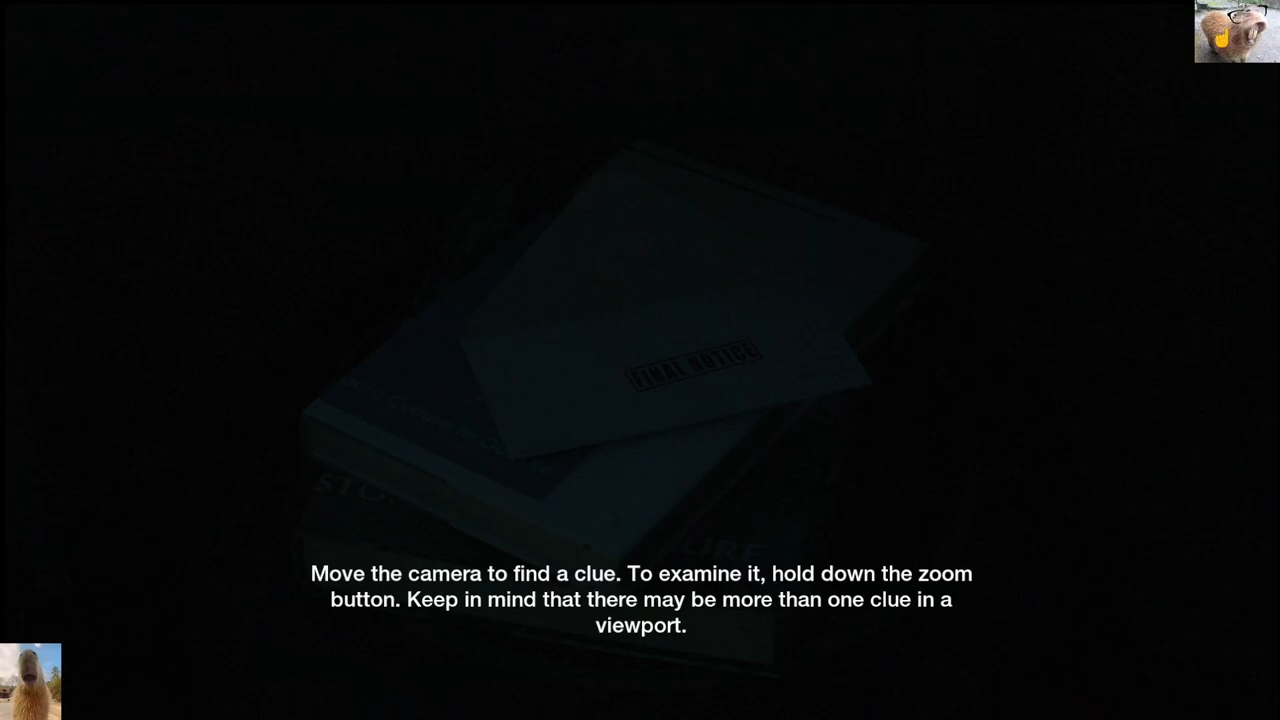 FINAL NOTICE
Move the camera to find a clue. To examine it, hold down the zoom
button. Keep in mind that there may be more than one clue in a
viewport.